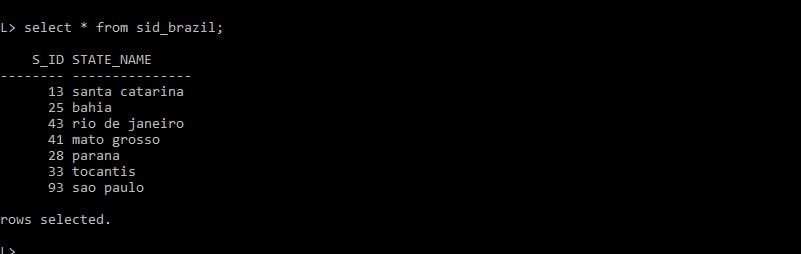 L> select * from sid_brazil;
S_ID STATE_NAME
-------- ---------------
13 santa catarina
25 bahia
43 rio de janeiro
41 mato grosso
28 parana
33 tocantis
93 sao paulo
rows selected.
L>